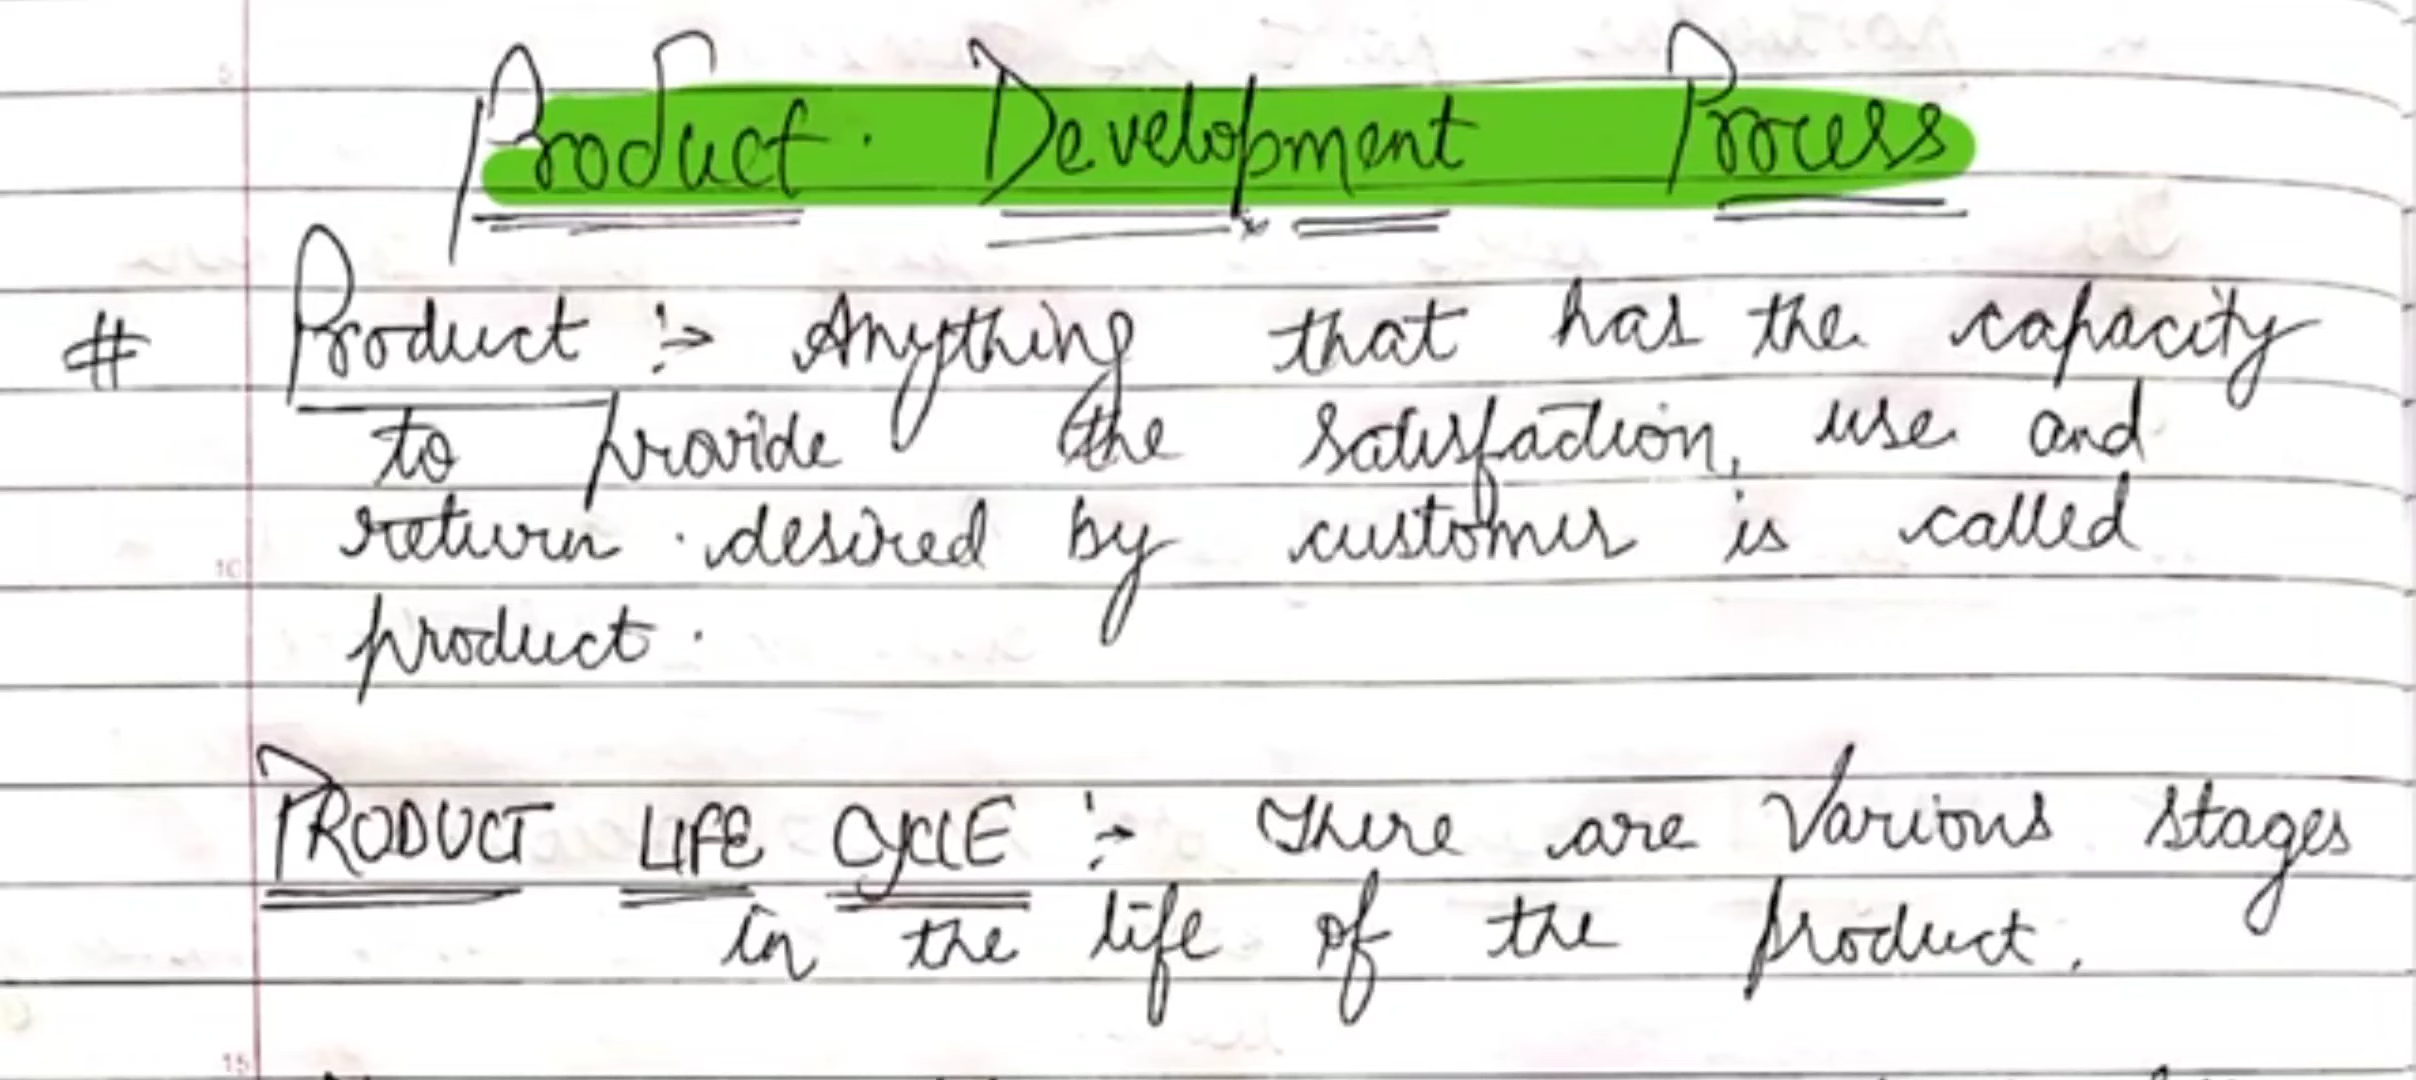 Product. Development Process
# Product :→ Anything that has the capacity
to provide the satisfaction, use and
return. desired by customer is called
product.
PRODUCT LIFE CYCLE :→ There are Various stages
in the life of the product.